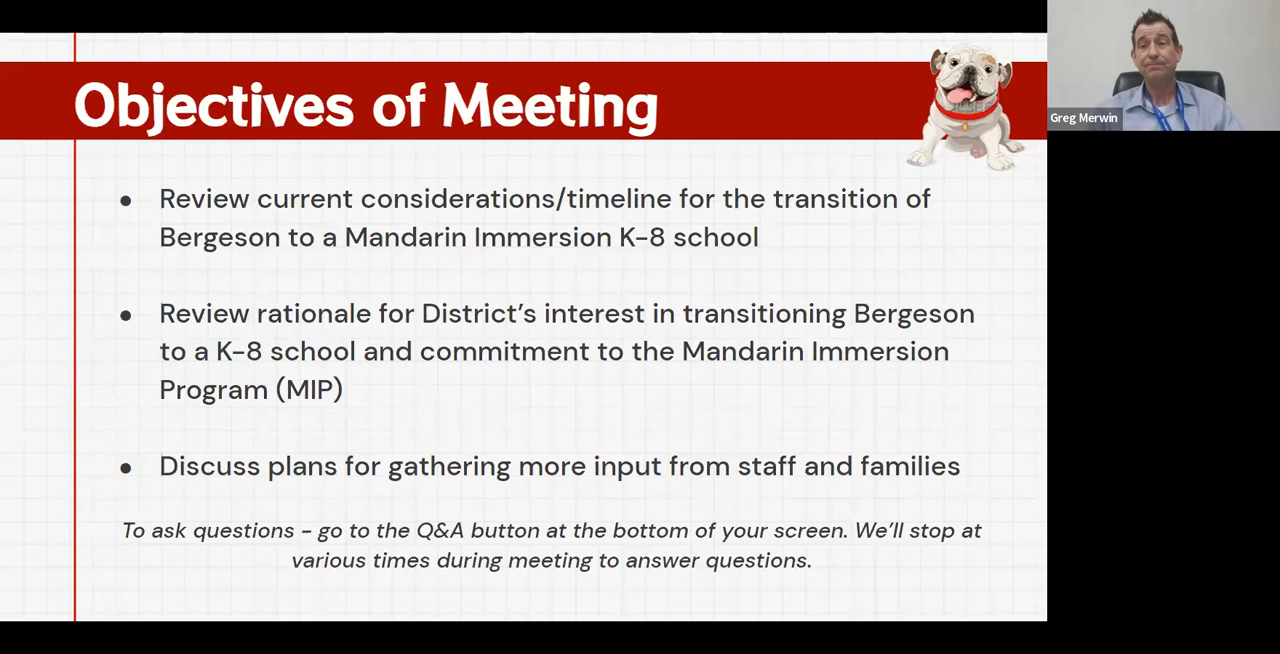 Objectives of Meeting
Greg Merwin
● Review current considerations/timeline for the transition of
Bergeson to a Mandarin Immersion K-8 school
● Review rationale for District's interest in transitioning Bergeson
to a K-8 school and commitment to the Mandarin Immersion
Program (MIP)
● Discuss plans for gathering more input from staff and families
To ask questions - go to the Q&A button at the bottom of your screen. We'll stop at
various times during meeting to answer questions.